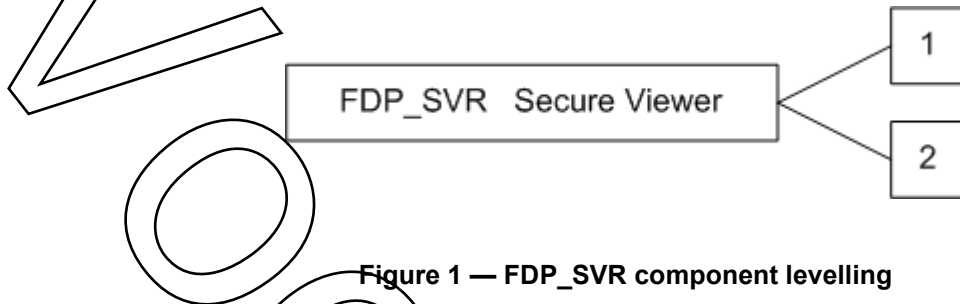 1
FDP_SVR Secure Viewer
2
Figure 1 — FDP_SVR component levelling